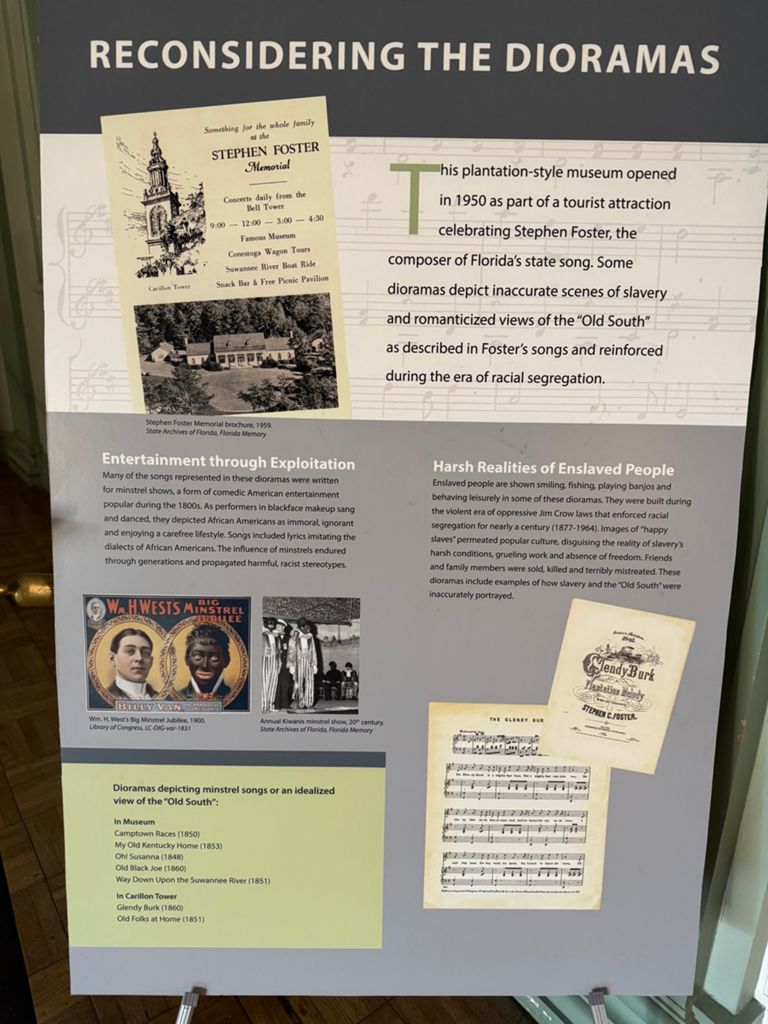 RECONSIDERING THE DIORAMAS
Something for the whole family
at the
STEPHEN FOSTER
Memorial
Concerts daily from the
Bell Tower
9:00 — 12:00 — 3:00 — 4:30
Famous Museum
Conestoga Wagon Tours
Suwannee River Boat Ride
Snack Bar & Free Picnic Pavilion
Carillon Tower
Stephen Foster Memorial brochure, 1959.
State Archives of Florida, Florida Memory
This plantation-style museum opened
in 1950 as part of a tourist attraction
celebrating Stephen Foster, the
composer of Florida's state song. Some
dioramas depict inaccurate scenes of slavery
and romanticized views of the "Old South"
as described in Foster's songs and reinforced
during the era of racial segregation.
Entertainment through Exploitation
Many of the songs represented in these dioramas were written
for minstrel shows, a form of comedic American entertainment
popular during the 1800s. As performers in blackface makeup sang
and danced, they depicted African Americans as immoral, ignorant
and enjoying a carefree lifestyle. Songs included lyrics imitating the
dialects of African Americans. The influence of minstrels endured
through generations and propagated harmful, racist stereotypes.
WM H. WEST'S BIG
MINSTREL
JUBILEE
BILLY VAN
Wm. H. West's Big Minstrel Jubilee, 1900.
Library of Congress, LC-DIG-var-1831
Annual Kiwanis minstrel show, 20th century.
State Archives of Florida, Florida Memory
Harsh Realities of Enslaved People
Enslaved people are shown smiling, fishing, playing banjos and
behaving leisurely in some of these dioramas. They were built during
the violent era of oppressive Jim Crow laws that enforced racial
segregation for nearly a century (1877-1964). Images of "happy
slaves" permeated popular culture, disguising the reality of slavery's
harsh conditions, grueling work and absence of freedom. Friends
and family members were sold, killed and terribly mistreated. These
dioramas include examples of how slavery and the "Old South" were
inaccurately portrayed.
Glendy Burk
Plantation Melody
STEPHEN C. FOSTER.
THE GLENDY BUR
Dioramas depicting minstrel songs or an idealized
view of the "Old South":
In Museum
Camptown Races (1850)
My Old Kentucky Home (1853)
Oh! Susanna (1848)
Old Black Joe (1860)
Way Down Upon the Suwannee River (1851)
In Carillon Tower
Glendy Burk (1860)
Old Folks at Home (1851)